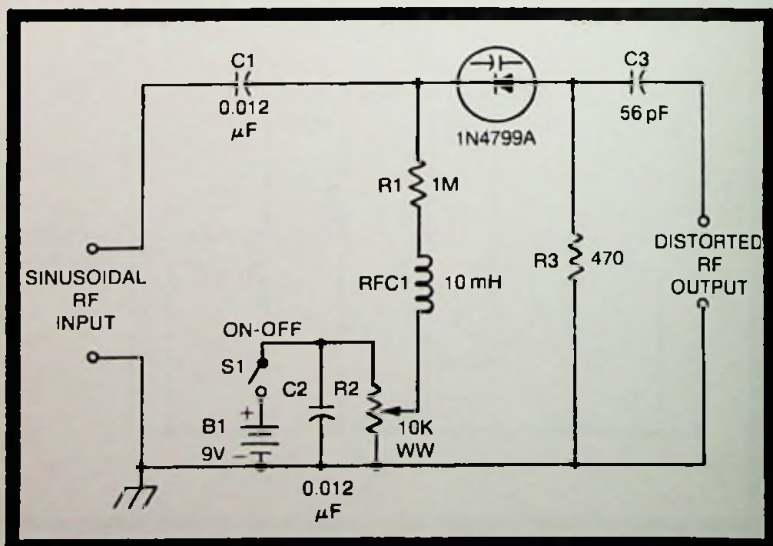 C1
0.012
µF
1N4799A
C3
56 pF
R1 1M
RFC1 10 mH
R3 470
SINUSOIDAL
RF
INPUT
DISTORTED
RF
OUTPUT
ON-OFF
S1
C2
R2
10K
WW
+
B1
9V −
0.012
µF